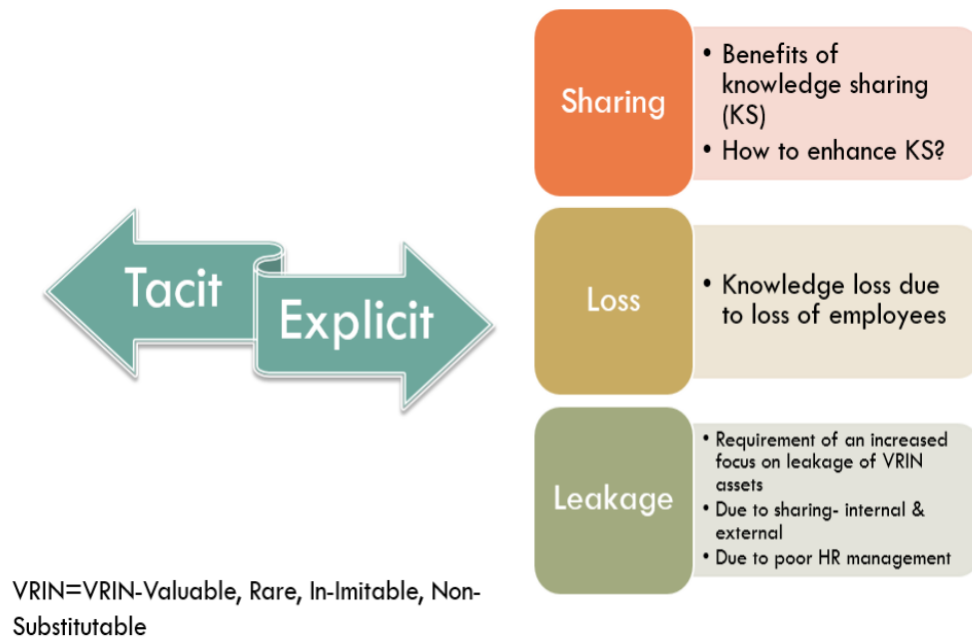 Tacit
Explicit
Sharing
• Benefits of
knowledge sharing
(KS)
• How to enhance KS?
Loss
• Knowledge loss due
to loss of employees
Leakage
• Requirement of an increased
focus on leakage of VRIN
assets
• Due to sharing- internal &
external
• Due to poor HR management
VRIN=VRIN-Valuable, Rare, In-Imitable, Non-
Substitutable